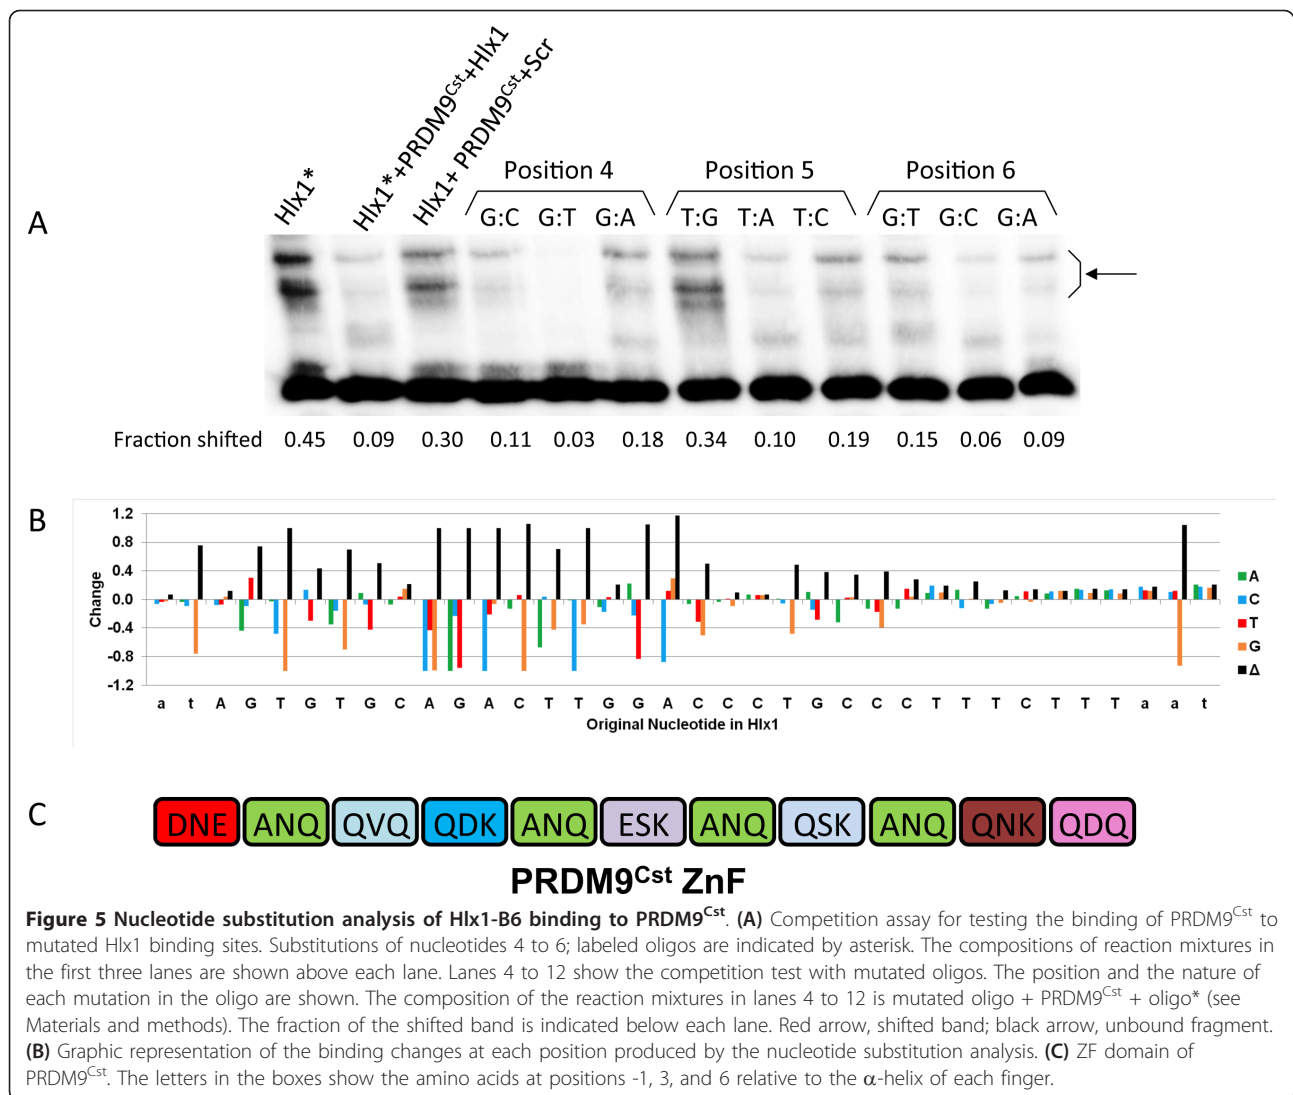 Hlx1*
Hlx1*+PRDM9Cst+Hlx1
Hlx1+ PRDM9Cst+Scr
Position 4 Position 5 Position 6
A
G:C G:T G:A T:G T:A T:C G:T G:C G:A
Fraction shifted 0.45 0.09 0.30 0.11 0.03 0.18 0.34 0.10 0.19 0.15 0.06 0.09
B
Change
1.2
0.8
0.4
0.0
-0.4
-0.8
-1.2
A
C
T
G
Δ
a t A G T G T G C A G A C T T G G A C C C T G C C C T T T C T T T a a t
Original Nucleotide in Hlx1
C
DNE ANQ QVQ QDK ANQ ESK ANQ QSK ANQ QNK QDQ
PRDM9Cst ZnF
Figure 5 Nucleotide substitution analysis of Hlx1-B6 binding to PRDM9Cst. (A) Competition assay for testing the binding of PRDM9Cst to
mutated Hlx1 binding sites. Substitutions of nucleotides 4 to 6; labeled oligos are indicated by asterisk. The compositions of reaction mixtures in
the first three lanes are shown above each lane. Lanes 4 to 12 show the competition test with mutated oligos. The position and the nature of
each mutation in the oligo are shown. The composition of the reaction mixtures in lanes 4 to 12 is mutated oligo + PRDM9Cst + oligo* (see
Materials and methods). The fraction of the shifted band is indicated below each lane. Red arrow, shifted band; black arrow, unbound fragment.
(B) Graphic representation of the binding changes at each position produced by the nucleotide substitution analysis. (C) ZF domain of
PRDM9Cst. The letters in the boxes show the amino acids at positions -1, 3, and 6 relative to the α-helix of each finger.